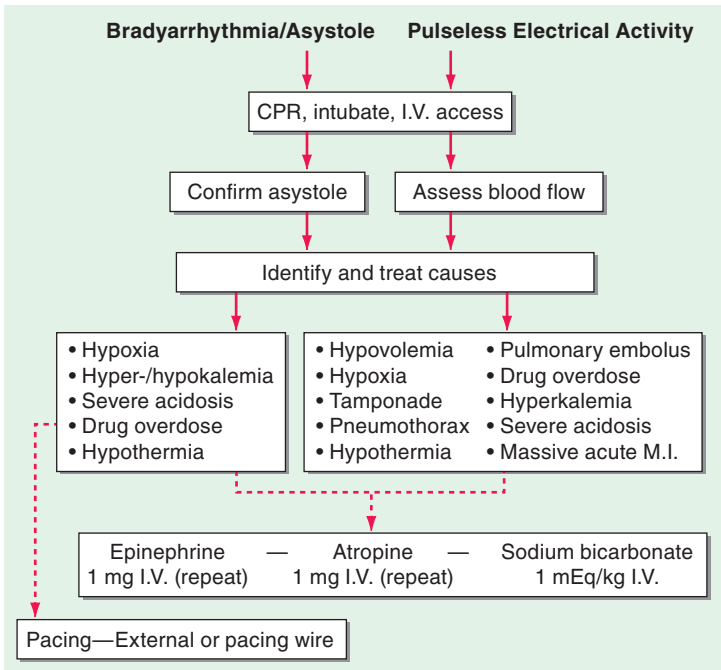 Bradyarrhythmia/Asystole
Pulseless Electrical Activity
CPR, intubate, I.V. access
Confirm asystole
Assess blood flow
Identify and treat causes
• Hypoxia
• Hyper-/hypokalemia
• Severe acidosis
• Drug overdose
• Hypothermia
• Hypovolemia
• Hypoxia
• Tamponade
• Pneumothorax
• Hypothermia
• Pulmonary embolus
• Drug overdose
• Hyperkalemia
• Severe acidosis
• Massive acute M.I.
Epinephrine — Atropine — Sodium bicarbonate
1 mg I.V. (repeat) 1 mg I.V. (repeat) 1 mEq/kg I.V.
Pacing—External or pacing wire